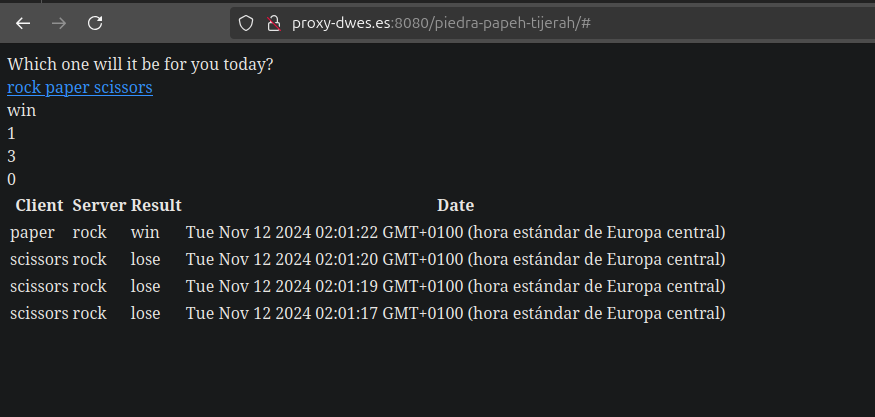 proxy-dwes.es:8080/piedra-papeh-tijerah/#
Which one will it be for you today?
rock paper scissors
win
1
3
0
Client Server Result Date
paper rock win Tue Nov 12 2024 02:01:22 GMT+0100 (hora estándar de Europa central)
scissors rock lose Tue Nov 12 2024 02:01:20 GMT+0100 (hora estándar de Europa central)
scissors rock lose Tue Nov 12 2024 02:01:19 GMT+0100 (hora estándar de Europa central)
scissors rock lose Tue Nov 12 2024 02:01:17 GMT+0100 (hora estándar de Europa central)